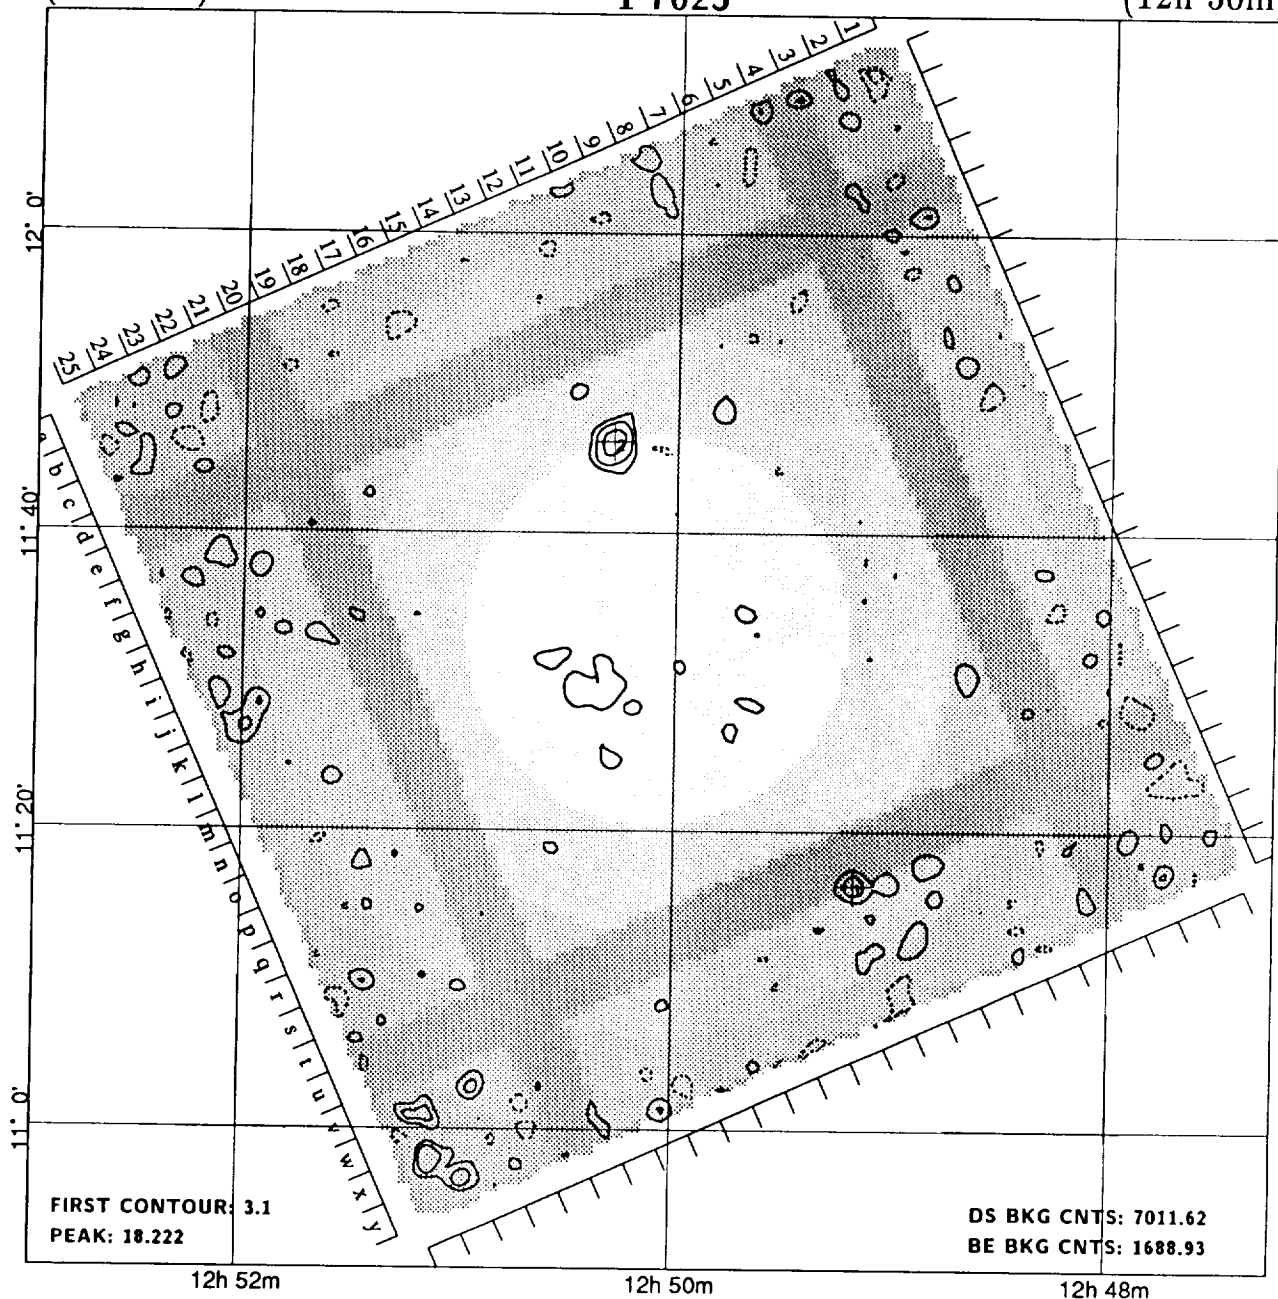 1 2 3 4 5 6 7 8 9 10 11 12 13 14 15 16 17 18 19 20 21 22 23 24 25
12° 0'
11° 40'
11° 20'
11° 0'
b c d e f g h i j k l m n o p q r s t u v w x y
FIRST CONTOUR: 3.1
PEAK: 18.222
DS BKG CNTS: 7011.62
BE BKG CNTS: 1688.93
12h 52m 12h 50m 12h 48m